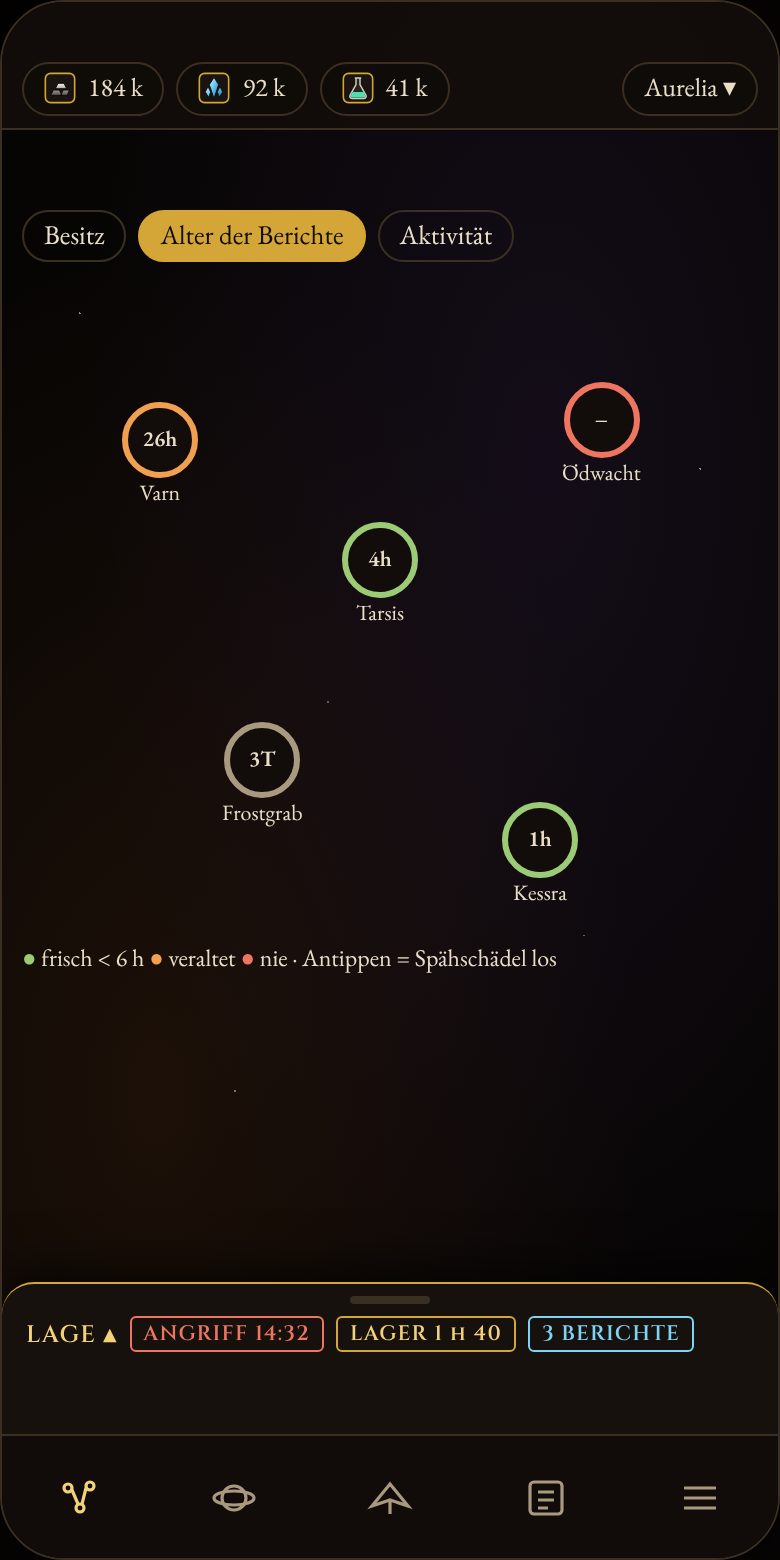 184 k 92 k 41 k Aurelia ▼
Besitz Alter der Berichte Aktivität
–
Ödwacht
26h
Varn
4h
Tarsis
3T
Frostgrab
1h
Kessra
● frisch < 6 h ● veraltet ● nie · Antippen = Spähschädel los
LAGE ▲ ANGRIFF 14:32 LAGER 1 H 40 3 BERICHTE